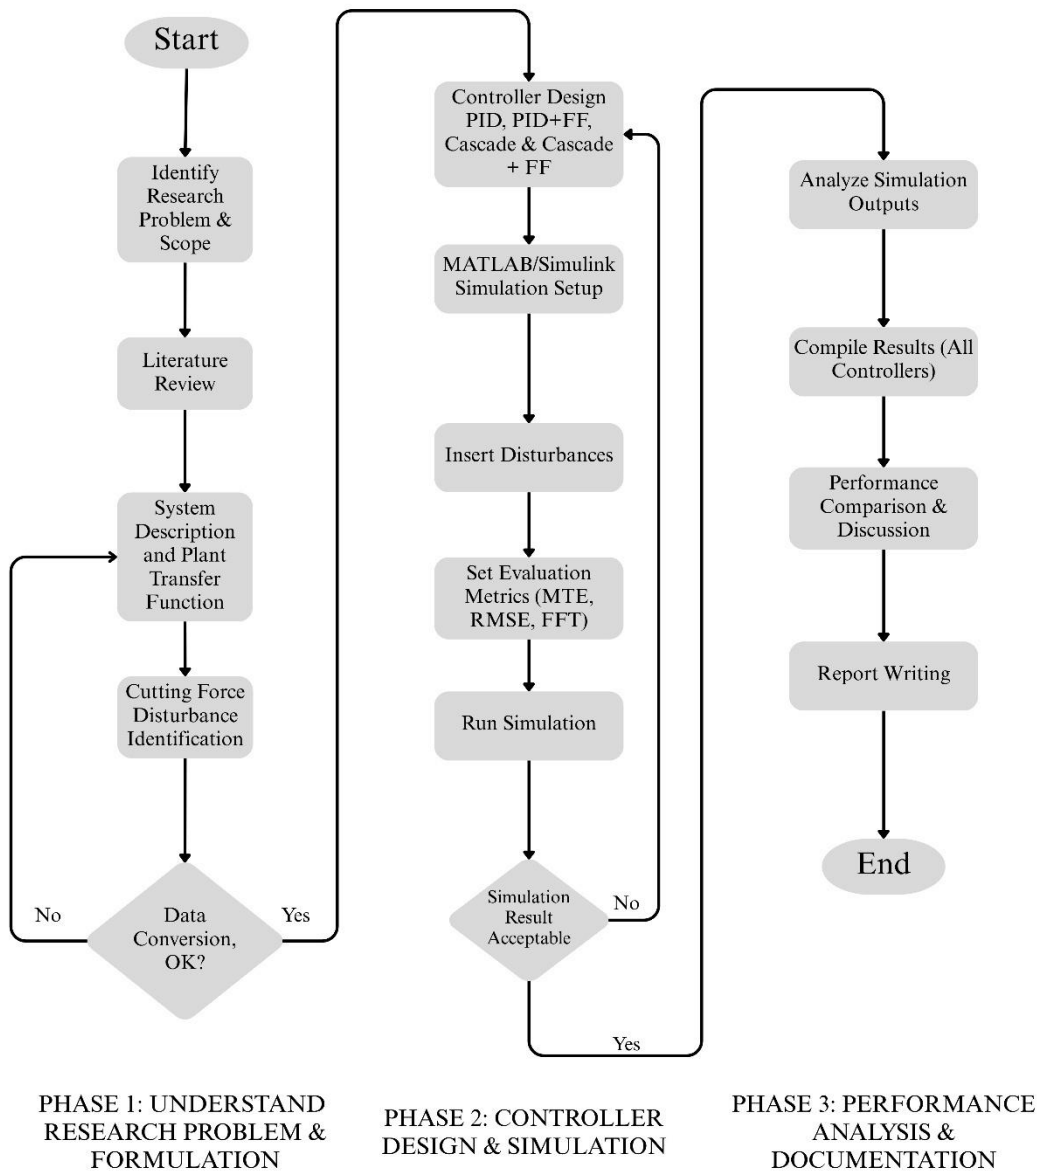 Start
Identify
Research
Problem &
Scope
Literature
Review
System
Description
and Plant
Transfer
Function
Cutting Force
Disturbance
Identification
No
Data
Conversion,
OK?
Yes
PHASE 1: UNDERSTAND
RESEARCH PROBLEM &
FORMULATION
Controller Design
PID, PID+FF,
Cascade & Cascade
+ FF
MATLAB/Simulink
Simulation Setup
Insert Disturbances
Set Evaluation
Metrics (MTE,
RMSE, FFT)
Run Simulation
Simulation
Result
Acceptable
No
Yes
PHASE 2: CONTROLLER
DESIGN & SIMULATION
Analyze Simulation
Outputs
Compile Results (All
Controllers)
Performance
Comparison &
Discussion
Report Writing
End
PHASE 3: PERFORMANCE
ANALYSIS &
DOCUMENTATION